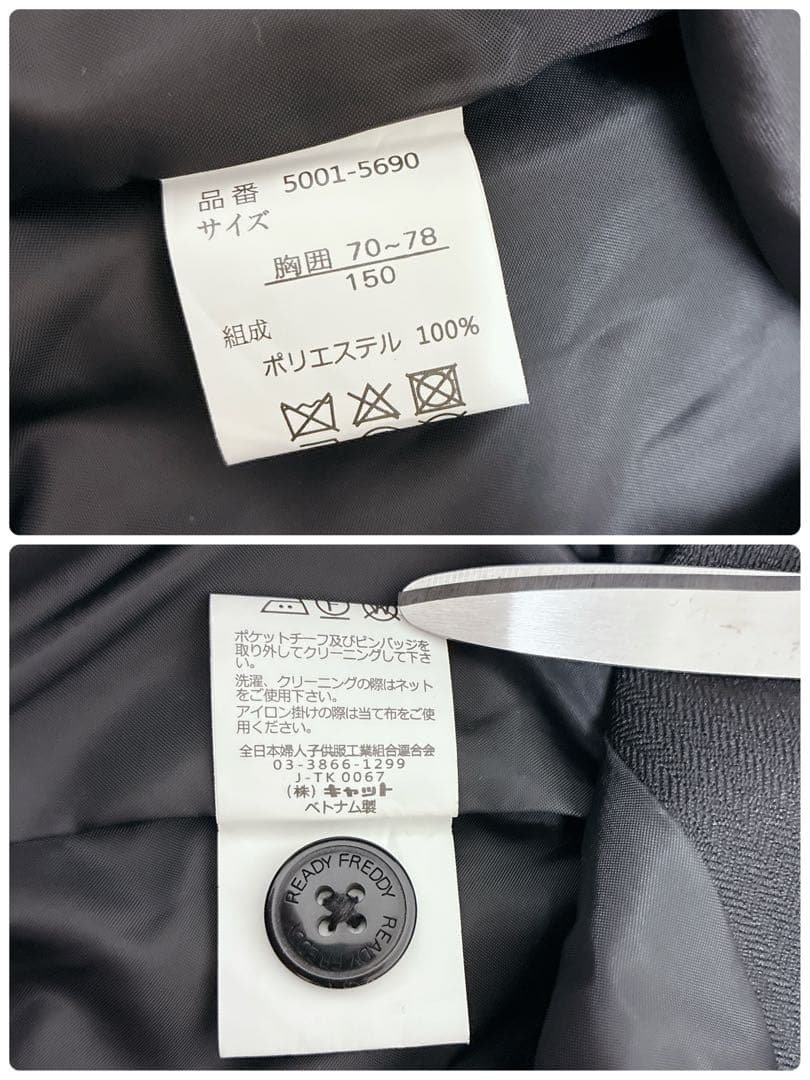 品番 5001-5690
サイズ
胸囲 70~78
150
組成
ポリエステル 100%
ポケットチーフ及びピンバッジを
取り外してクリーニングして下さ
い。
洗濯、クリーニングの際はネット
をご使用下さい。
アイロン掛けの際は当て布をご使
用ください。
全日本婦人子供服工業組合連合会
03-3866-1299
J-TK0067
(株) キャット
ベトナム製
READY FREDDY
READY FREDDY